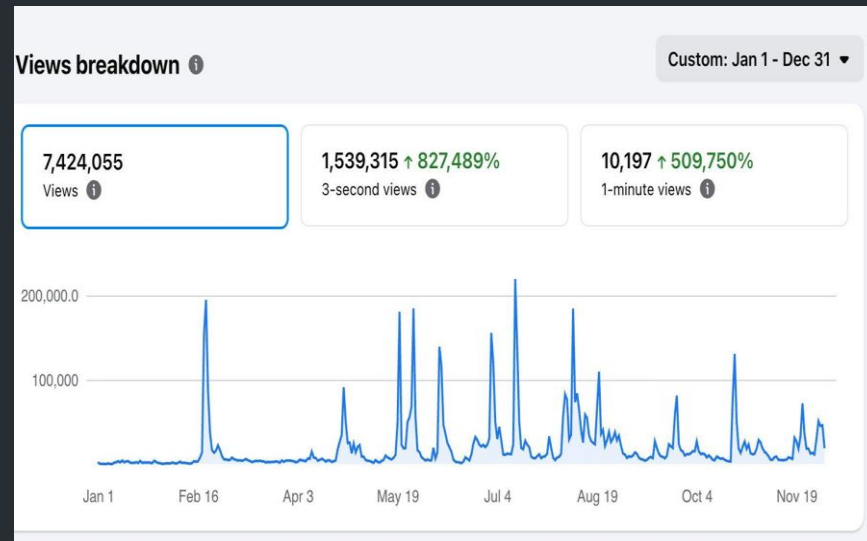 Views breakdown
Custom: Jan 1 - Dec 31
7,424,055
Views
1,539,315 ↑ 827,489%
3-second views
10,197 ↑ 509,750%
1-minute views
200,000.0
100,000
Jan 1 Feb 16 Apr 3 May 19 Jul 4 Aug 19 Oct 4 Nov 19